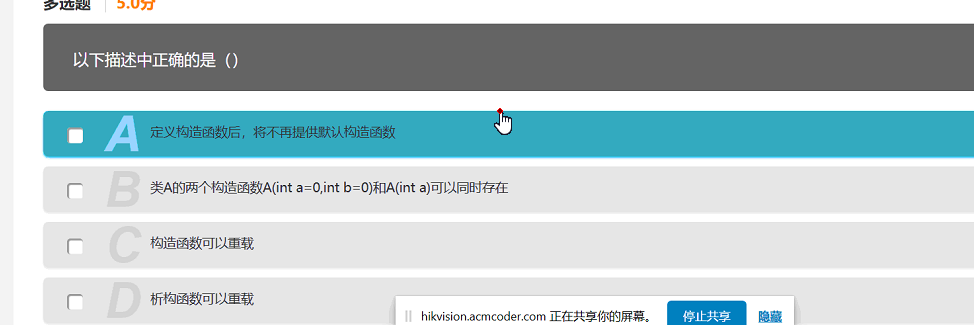 多选题 5.0分
以下描述中正确的是（）
A 定义构造函数后，将不再提供默认构造函数
B 类A的两个构造函数A(int a=0,int b=0)和A(int a)可以同时存在
C 构造函数可以重载
D 析构函数可以重载
hikvision.acmcoder.com 正在共享你的屏幕。 停止共享 隐藏